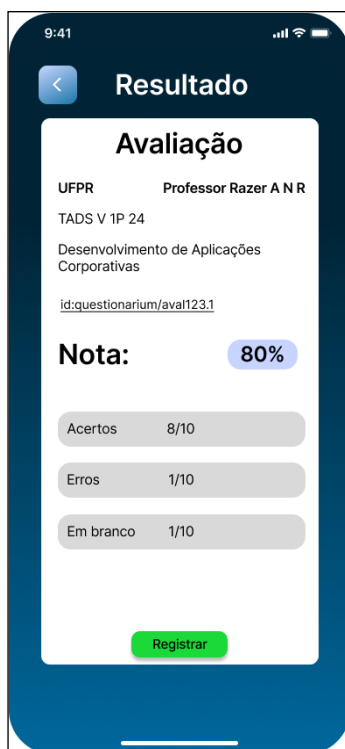 9:41
Resultado
Avaliação
UFPR Professor Razer A N R
TADS V 1P 24
Desenvolvimento de Aplicações
Corporativas
id:questionarium/aval123.1
Nota: 80%
Acertos 8/10
Erros 1/10
Em branco 1/10
Registrar